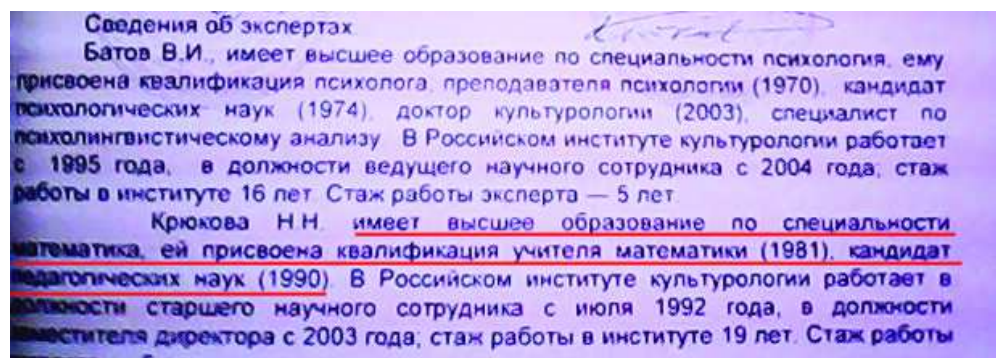 Сведения об экспертах
Батов В.И., имеет высшее образование по специальности психология, ему
присвоена квалификация психолога, преподавателя психологии (1970), кандидат
психологических наук (1974), доктор культурологии (2003), специалист по
психолингвистическому анализу. В Российском институте культурологии работает
с 1995 года, в должности ведущего научного сотрудника с 2004 года; стаж
работы в институте 16 лет. Стаж работы эксперта — 5 лет.
Крюкова Н.Н. имеет высшее образование по специальности
математика, ей присвоена квалификация учителя математики (1981), кандидат
педагогических наук (1990). В Российском институте культурологии работает в
должности старшего научного сотрудника с июля 1992 года, в должности
заместителя директора с 2003 года; стаж работы в институте 19 лет. Стаж работы